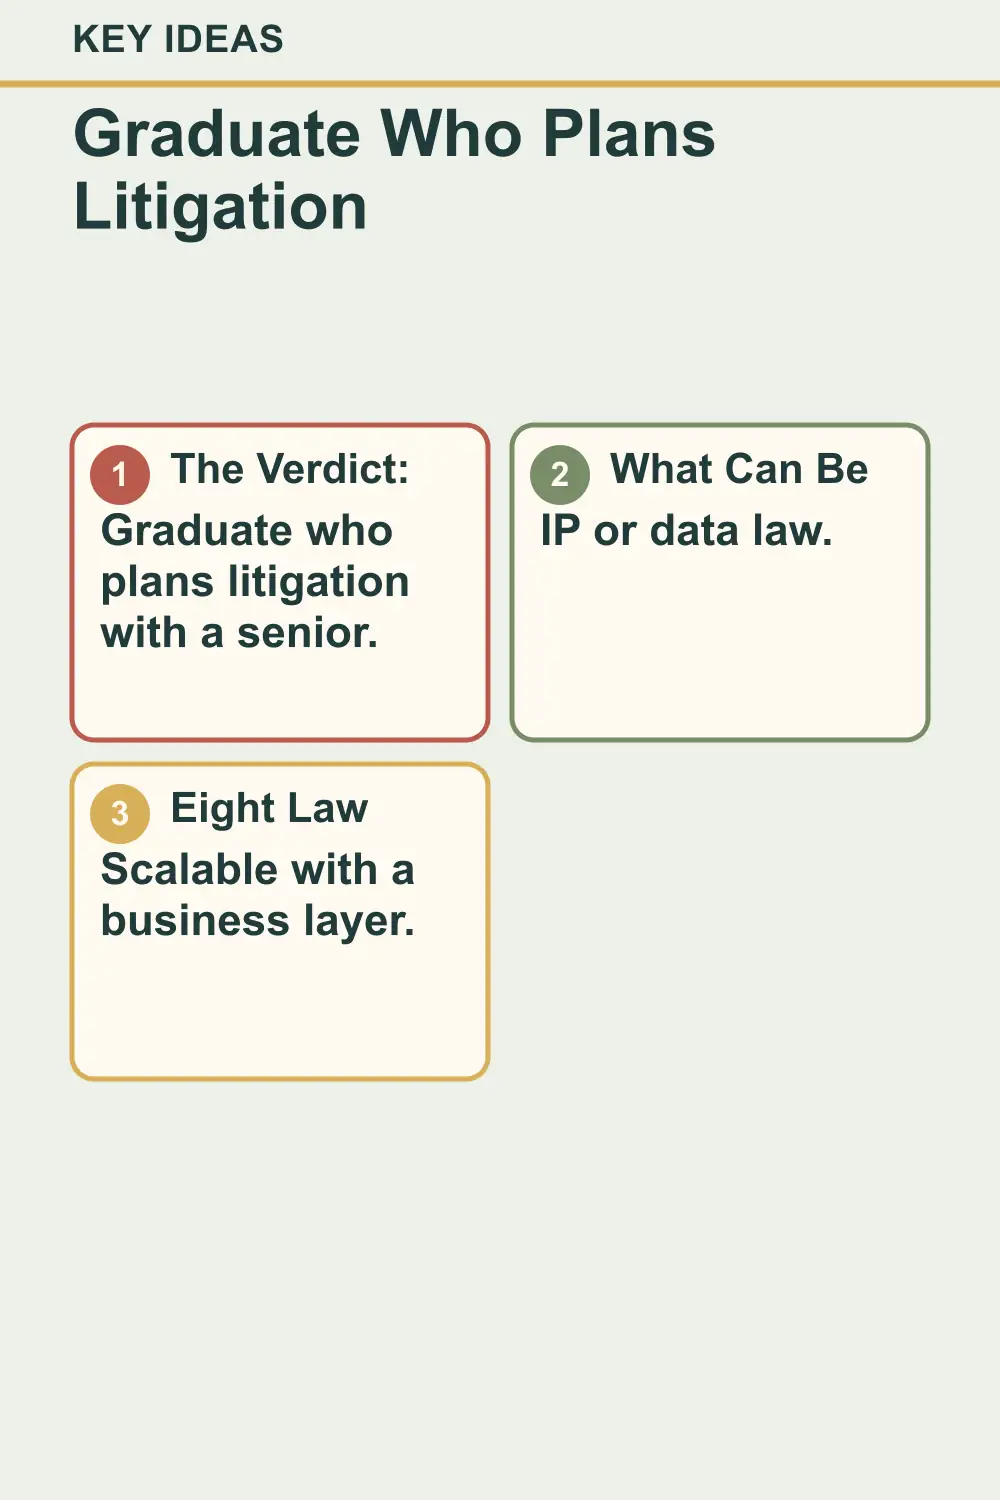 KEY IDEAS
Graduate Who Plans
Litigation
1 The Verdict:
Graduate who
plans litigation
with a senior.
2 What Can Be
IP or data law.
3 Eight Law
Scalable with a
business layer.